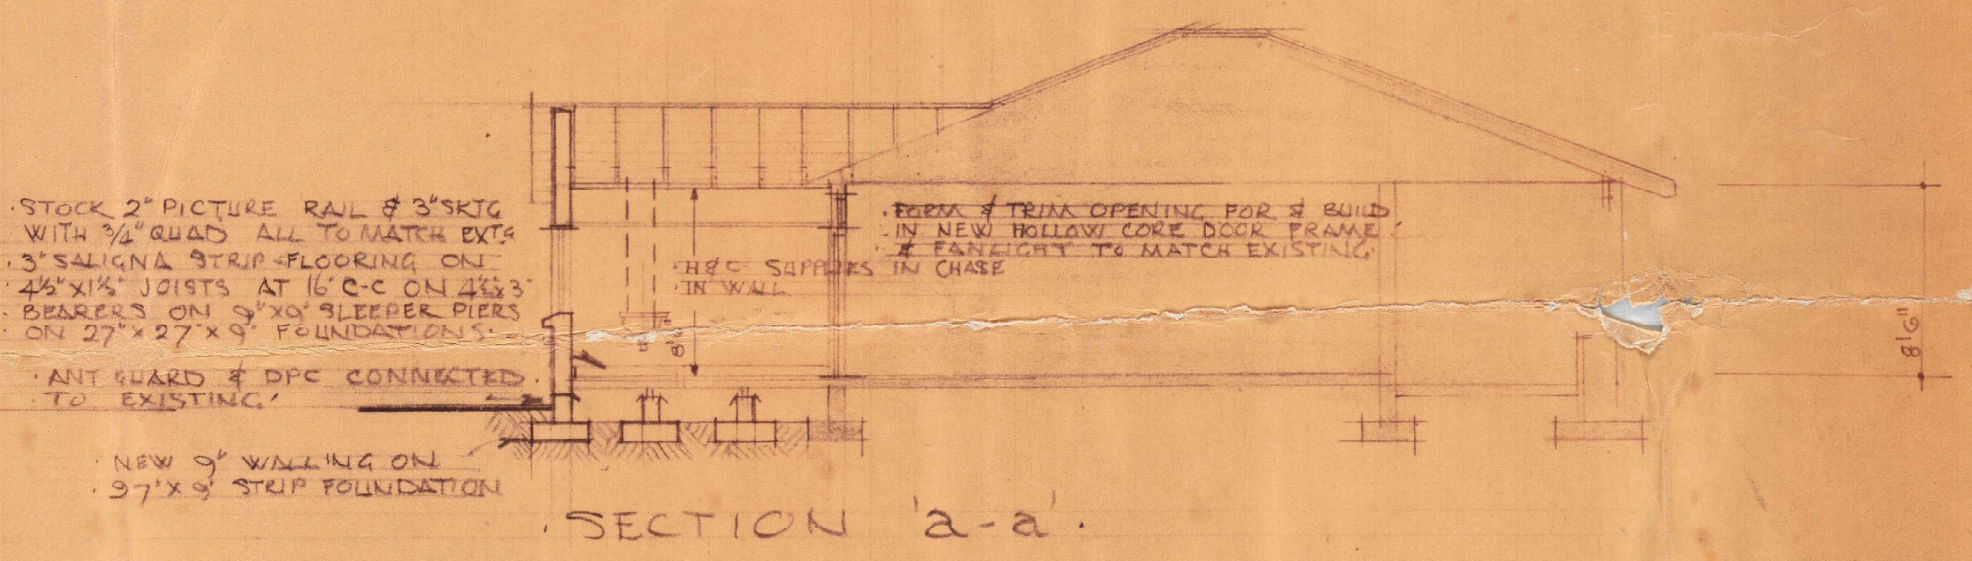 ·STOCK 2" PICTURE RAIL & 3"SKTG
WITH 3/4" QUAD ALL TO MATCH EXTG
·3" SALIGNA STRIP FLOORING ON
·4½"X1½" JOISTS AT 16" C-C ON 4½"x3"
·BEARERS ON 9"X9" SLEEPER PIERS
·ON 27"x27"x9" FOUNDATIONS·
·ANT GUARD & DPC CONNECTED·
·TO EXISTING·
·NEW 9" WALLING ON
·27"X9" STRIP FOUNDATION
·FORM & TRIM OPENING FOR & BUILD
·IN NEW HOLLOW CORE DOOR FRAME
·& FANLIGHT TO MATCH EXISTING·
·H&C SUPPLIES IN CHASE
·IN WALL
8'6"
·SECTION 'a-a'·